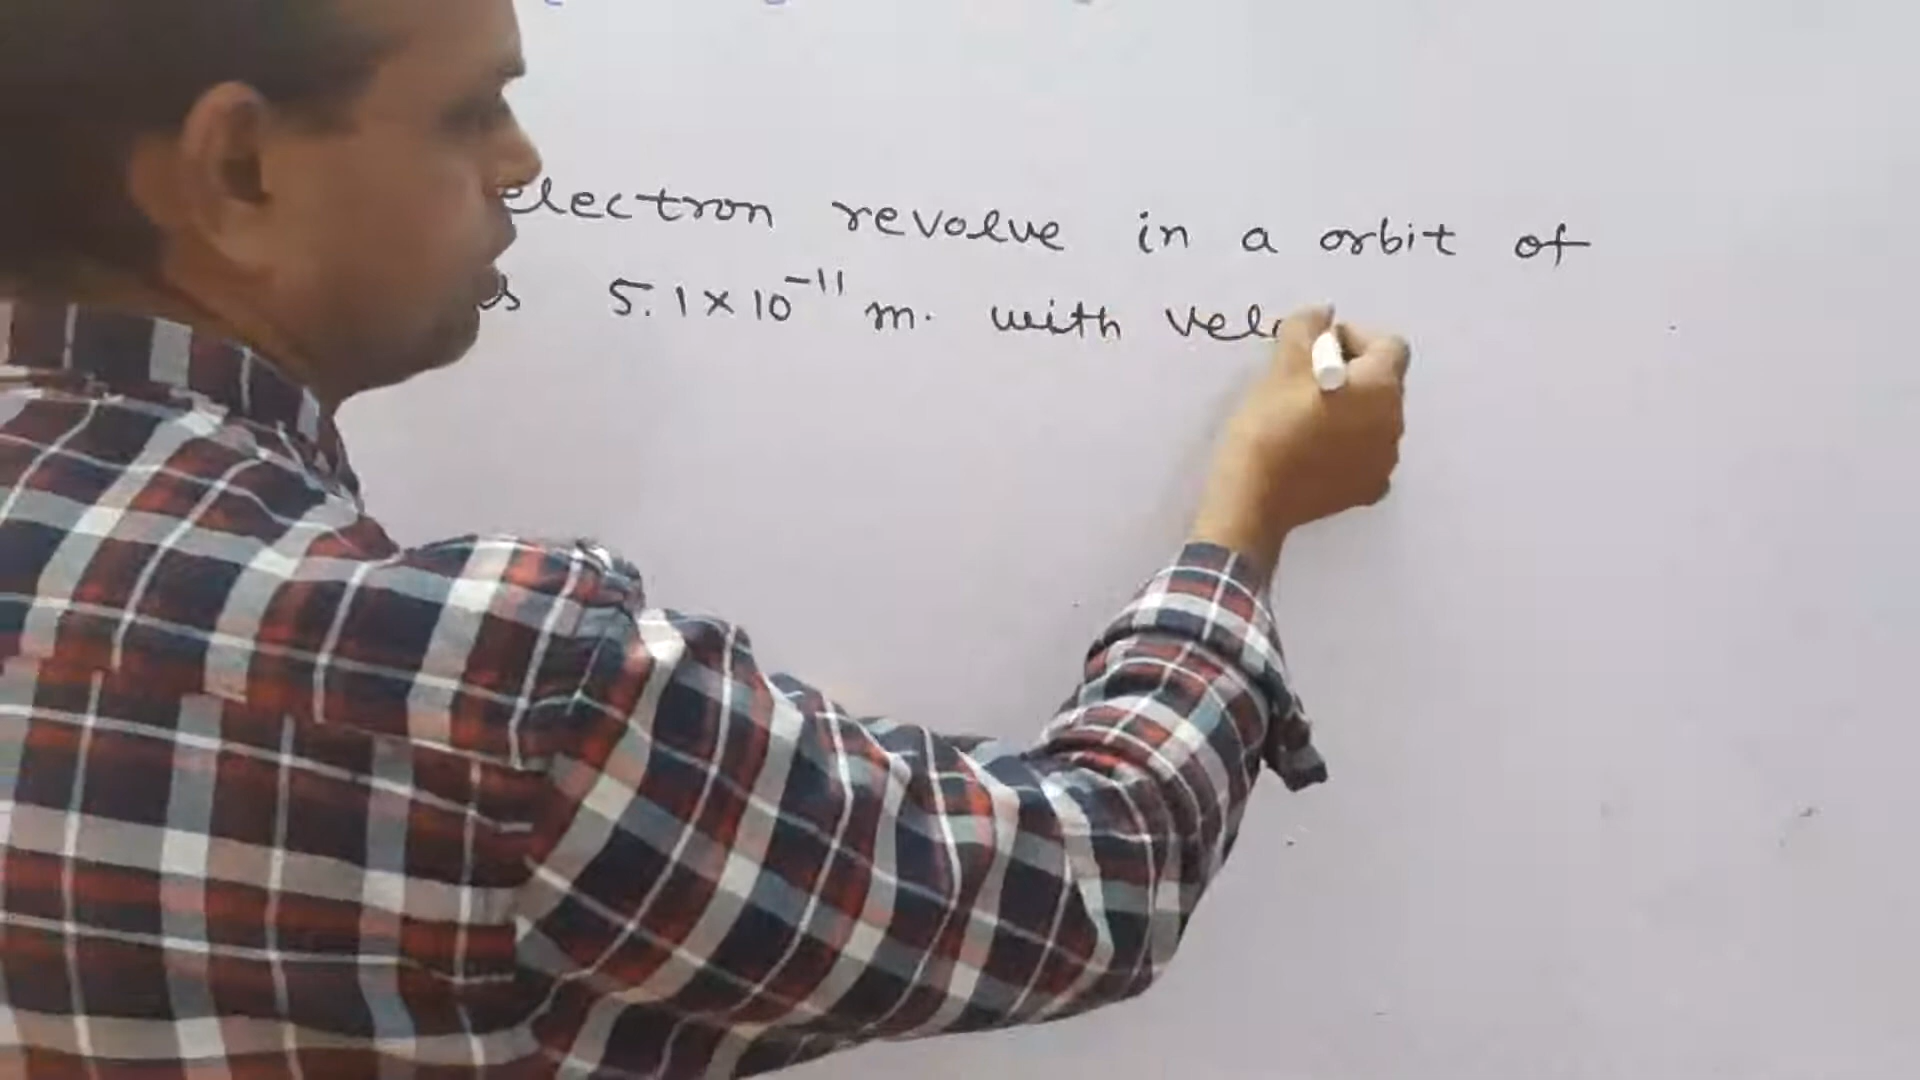 electron revolve in a orbit of
5.1×10⁻¹¹ m. with